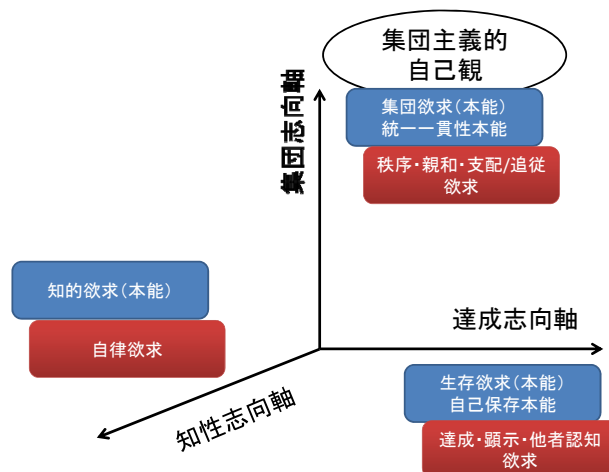 集団主義的
自己観
集団志向軸
集団欲求(本能)
統一一貫性本能
秩序・親和・支配/追従
欲求
知的欲求(本能)
自律欲求
達成志向軸
知性志向軸
生存欲求(本能)
自己保存本能
達成・顕示・他者認知
欲求